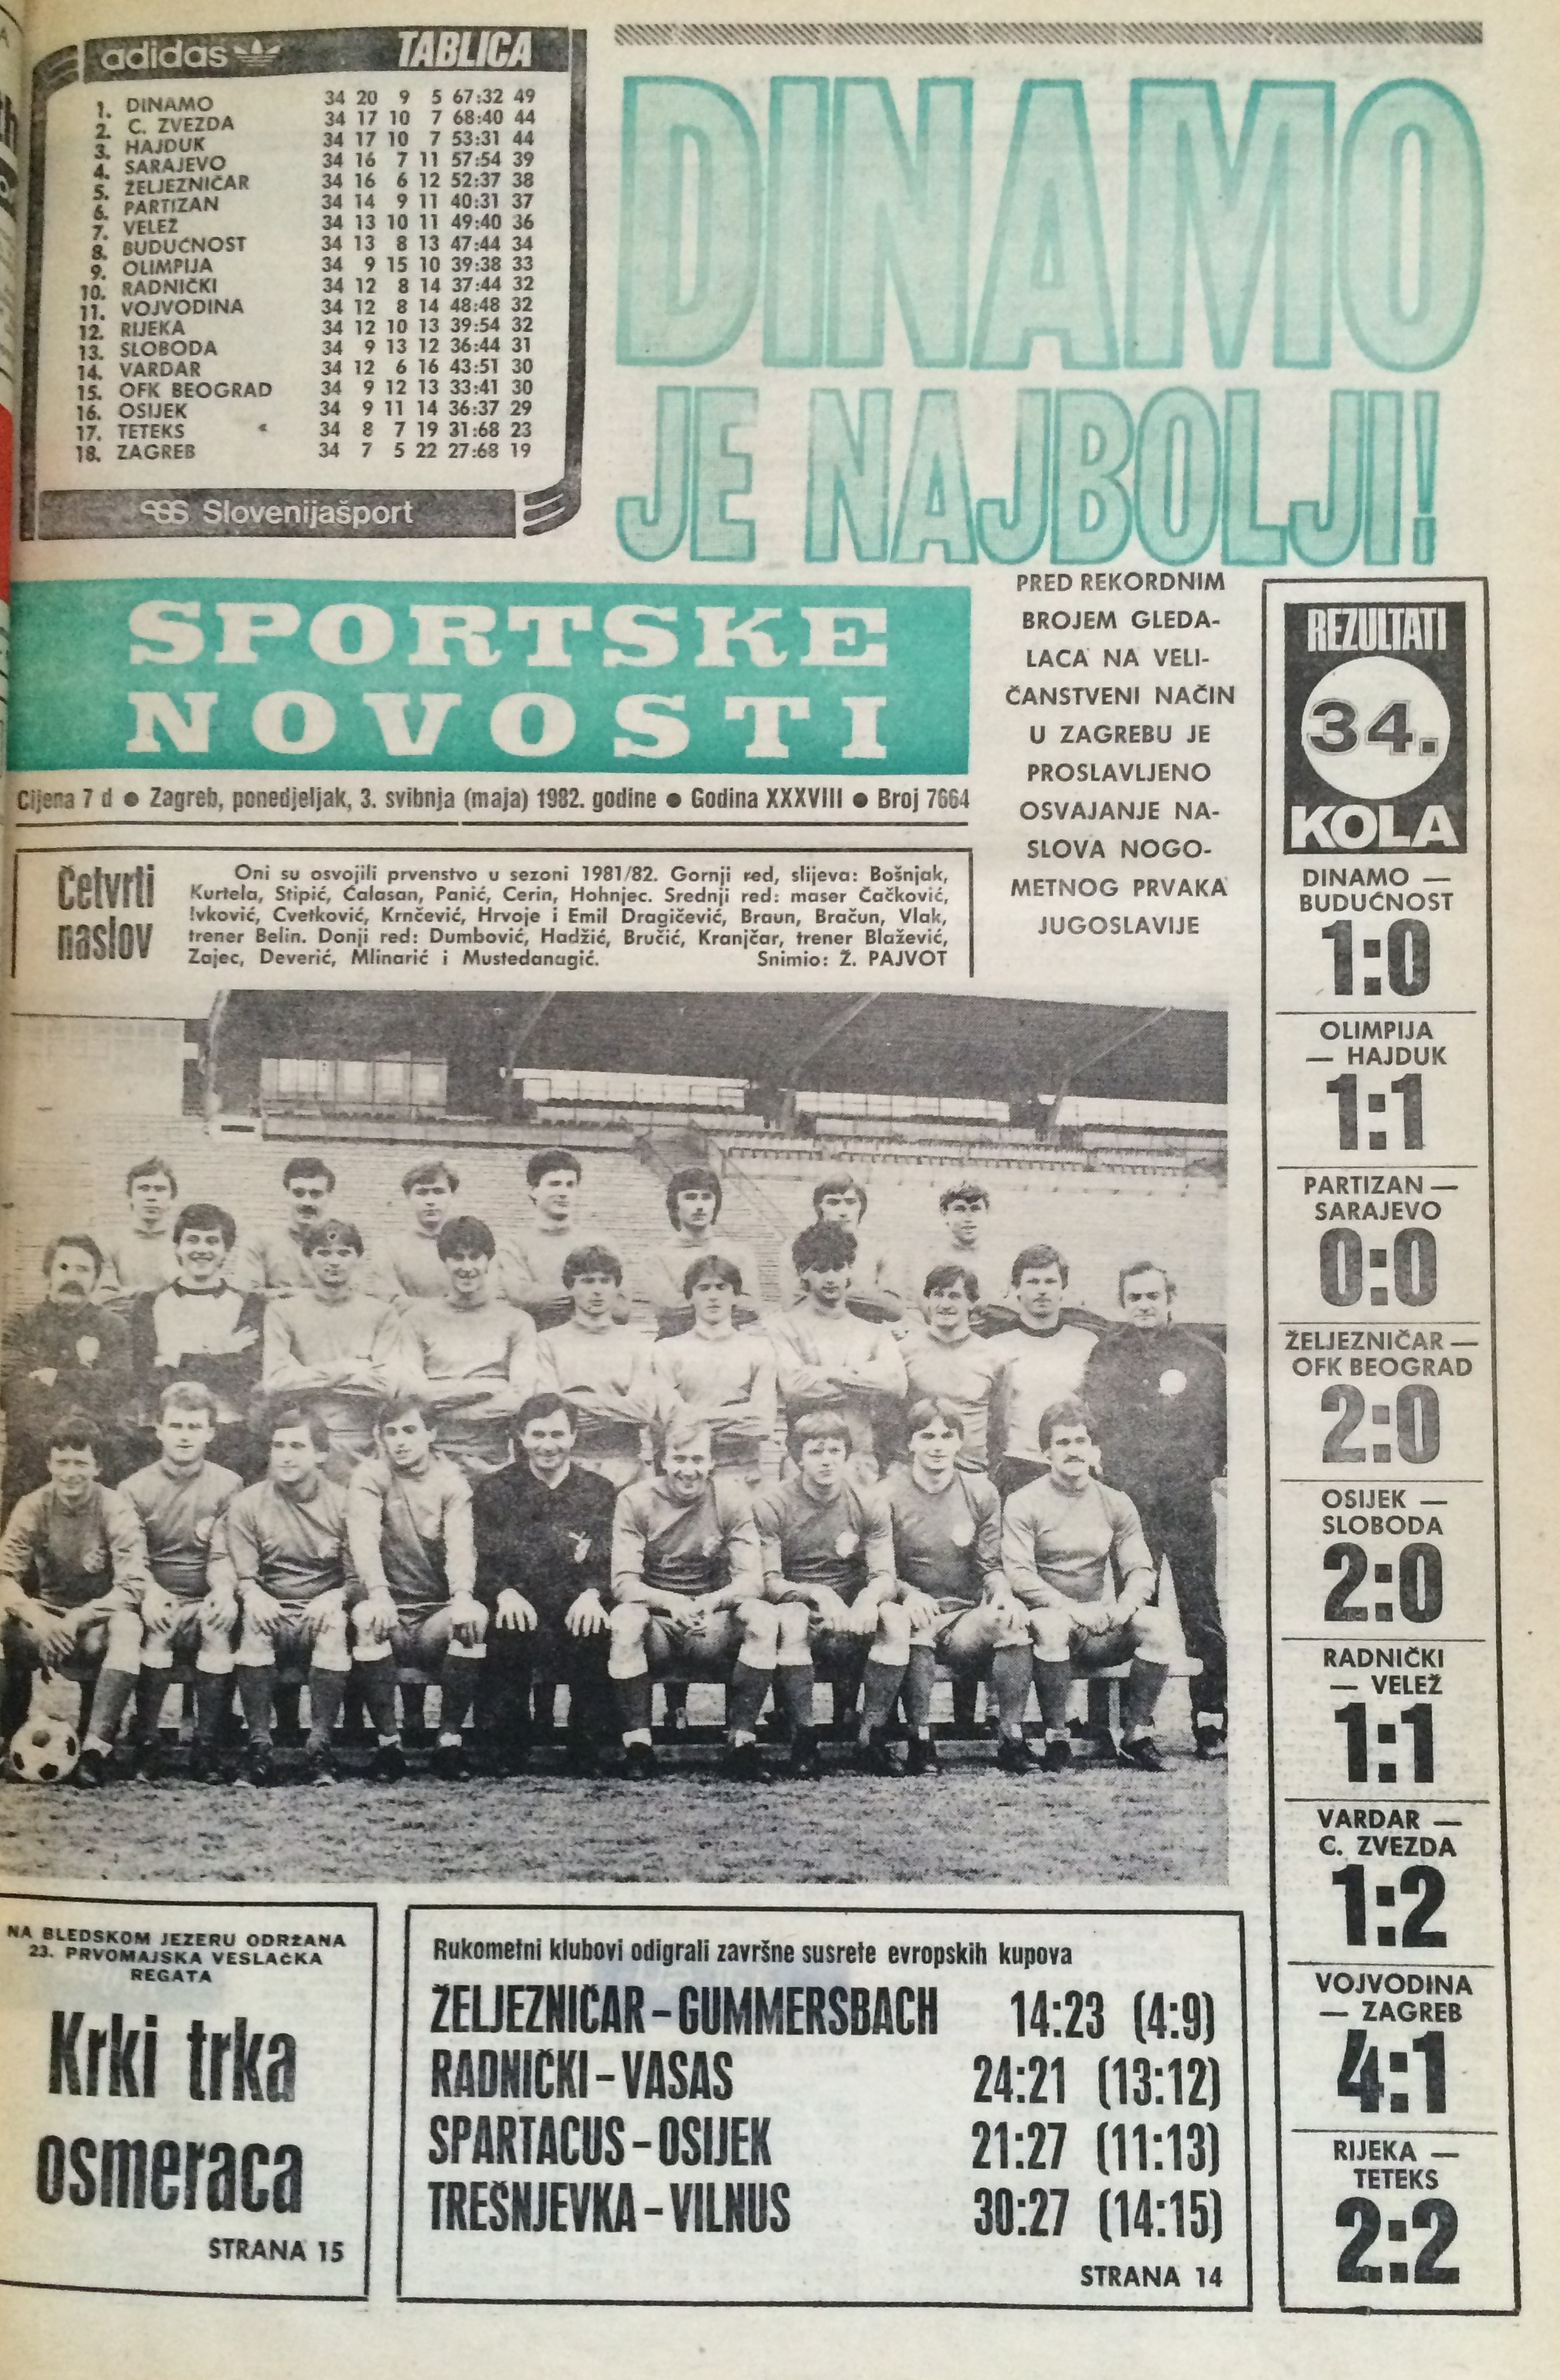 adidas TABLICA
1. DINAMO 34 20 9 5 67:32 49
2. C. ZVEZDA 34 17 10 7 68:40 44
3. HAJDUK 34 17 10 7 53:31 44
4. SARAJEVO 34 16 7 11 57:54 39
5. ŽELJEZNIČAR 34 16 6 12 52:37 38
6. PARTIZAN 34 14 9 11 40:31 37
7. VELEŽ 34 13 10 11 49:40 36
8. BUDUĆNOST 34 13 8 13 47:44 34
9. OLIMPIJA 34 9 15 10 39:38 33
10. RADNIČKI 34 12 8 14 37:44 32
11. VOJVODINA 34 12 8 14 48:48 32
12. RIJEKA 34 12 10 13 39:54 32
13. SLOBODA 34 9 13 12 36:44 31
14. VARDAR 34 12 6 16 43:51 30
15. OFK BEOGRAD 34 9 12 13 33:41 30
16. OSIJEK 34 9 11 14 36:37 29
17. TETEKS 34 8 7 19 31:68 23
18. ZAGREB 34 7 5 22 27:68 19
Slovenijašport
DINAMO
JE NAJBOLJI!
SPORTSKE
NOVOSTI
Cijena 7 d ● Zagreb, ponedjeljak, 3. svibnja (maja) 1982. godine ● Godina XXXVIII ● Broj 7664
PRED REKORDNIM
BROJEM GLEDA-
LACA NA VELI-
ČANSTVENI NAČIN
U ZAGREBU JE
PROSLAVLJENO
OSVAJANJE NA-
SLOVA NOGO-
METNOG PRVAKA
JUGOSLAVIJE
Četvrti
naslov
Oni su osvojili prvenstvo u sezoni 1981/82. Gornji red, slijeva: Bošnjak,
Kurtela, Stipić, Ćalasan, Panić, Cerin, Hohnjec. Srednji red: maser Čačković,
Ivković, Cvetković, Krnčević, Hrvoje i Emil Dragičević, Braun, Bračun, Vlak,
trener Belin. Donji red: Dumbović, Hadžić, Bručić, Kranjčar, trener Blažević,
Zajec, Deverić, Mlinarić i Mustedanagić. Snimio: Ž. PAJVOT
REZULTATI
34.
KOLA
DINAMO —
BUDUĆNOST
1:0
OLIMPIJA
— HAJDUK
1:1
PARTIZAN —
SARAJEVO
0:0
ŽELJEZNIČAR —
OFK BEOGRAD
2:0
OSIJEK —
SLOBODA
2:0
RADNIČKI
— VELEŽ
1:1
VARDAR —
C. ZVEZDA
1:2
VOJVODINA
— ZAGREB
4:1
RIJEKA —
TETEKS
2:2
NA BLEDSKOM JEZERU ODRŽANA
23. PRVOMAJSKA VESLAČKA
REGATA
Krki trka
osmeraca
STRANA 15
Rukometni klubovi odigrali završne susrete evropskih kupova
ŽELJEZNIČAR – GUMMERSBACH 14:23 (4:9)
RADNIČKI – VASAS 24:21 (13:12)
SPARTACUS – OSIJEK 21:27 (11:13)
TREŠNJEVKA – VILNUS 30:27 (14:15)
STRANA 14